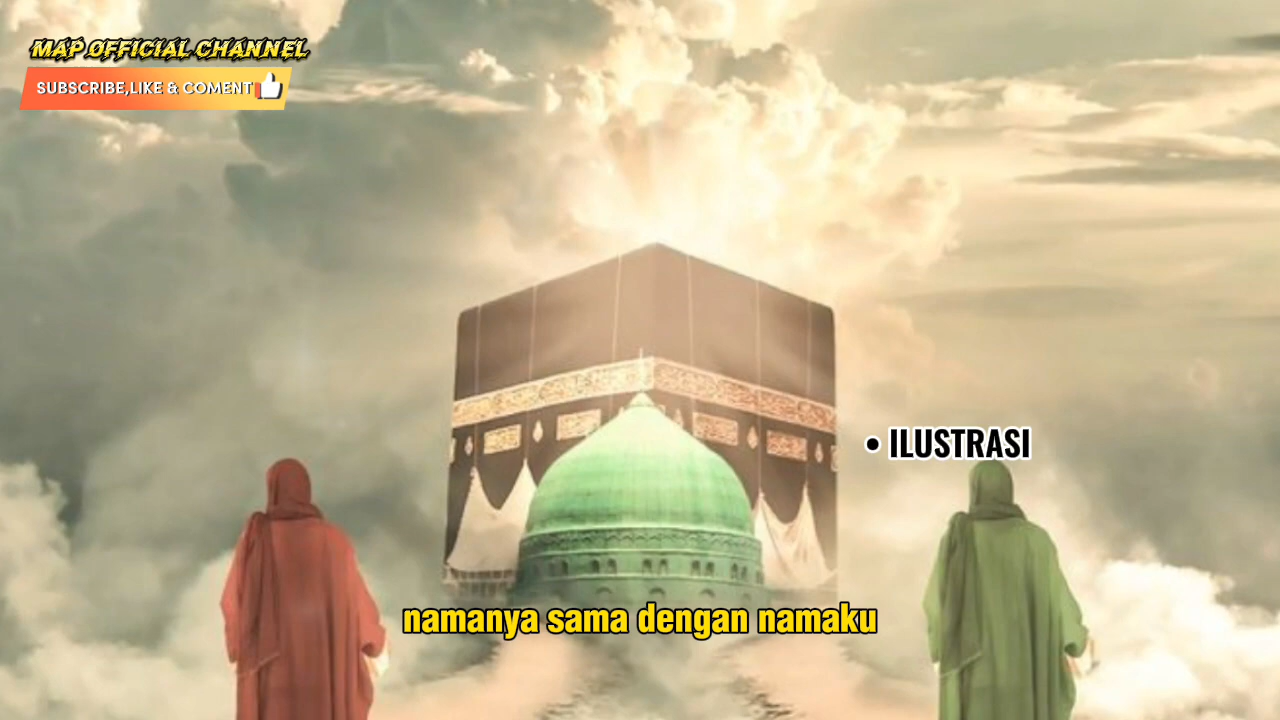 MAP OFFICIAL CHANNEL
SUBSCRIBE,LIKE & COMENT
• ILUSTRASI
namanya sama dengan namaku